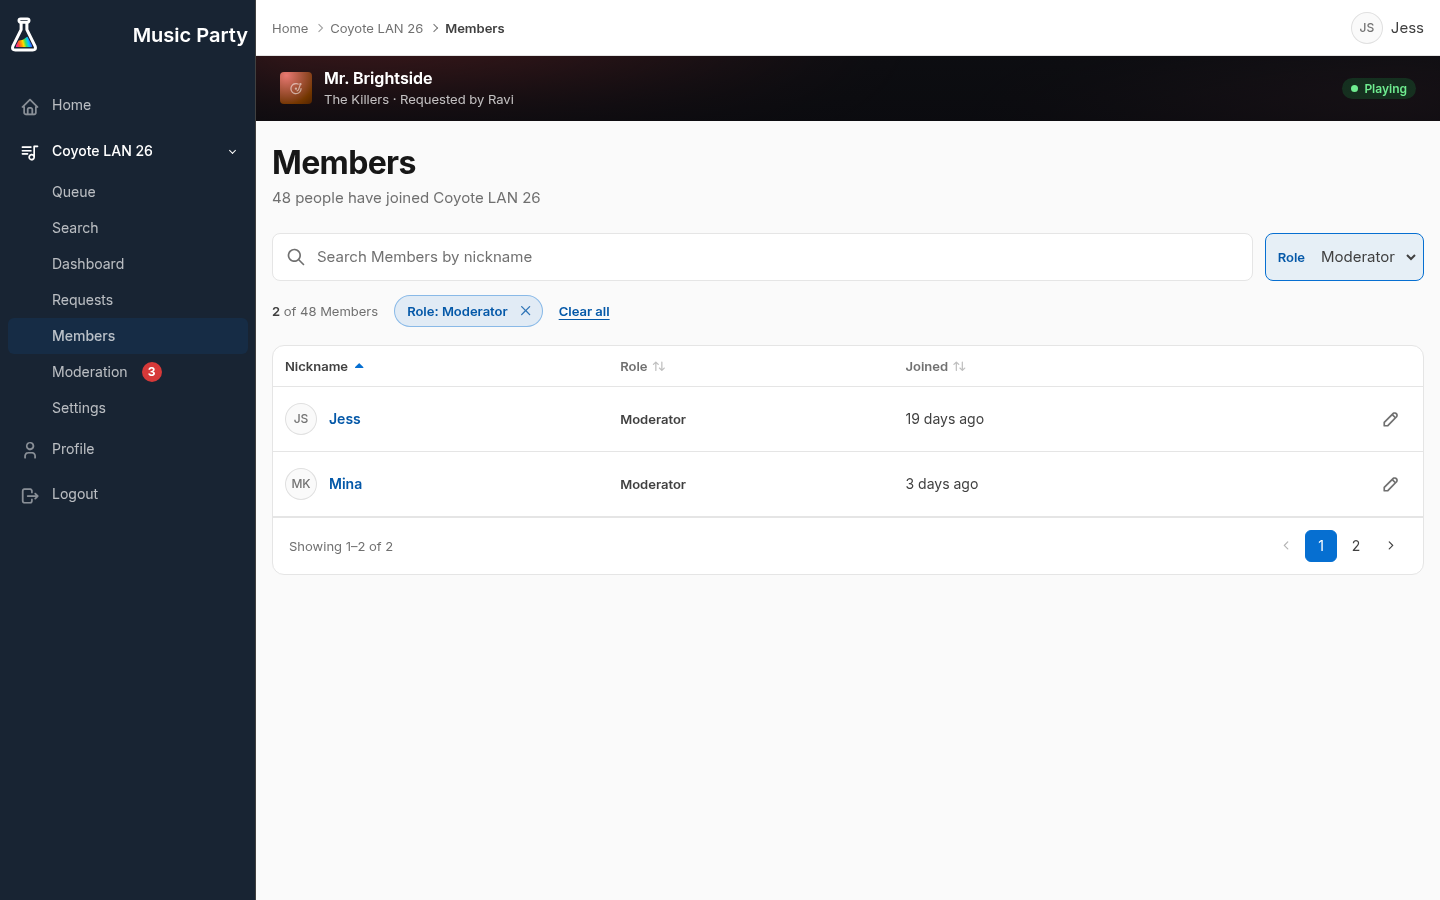 Music Party
Home
Coyote LAN 26
Queue
Search
Dashboard
Requests
Members
Moderation 3
Settings
Profile
Logout
Home Coyote LAN 26 Members
JS Jess
Mr. Brightside
The Killers · Requested by Ravi
Playing
Members
48 people have joined Coyote LAN 26
Search Members by nickname
Role Moderator
2 of 48 Members Role: Moderator Clear all
Nickname Role Joined
JS Jess Moderator 19 days ago
MK Mina Moderator 3 days ago
Showing 1–2 of 2 1 2